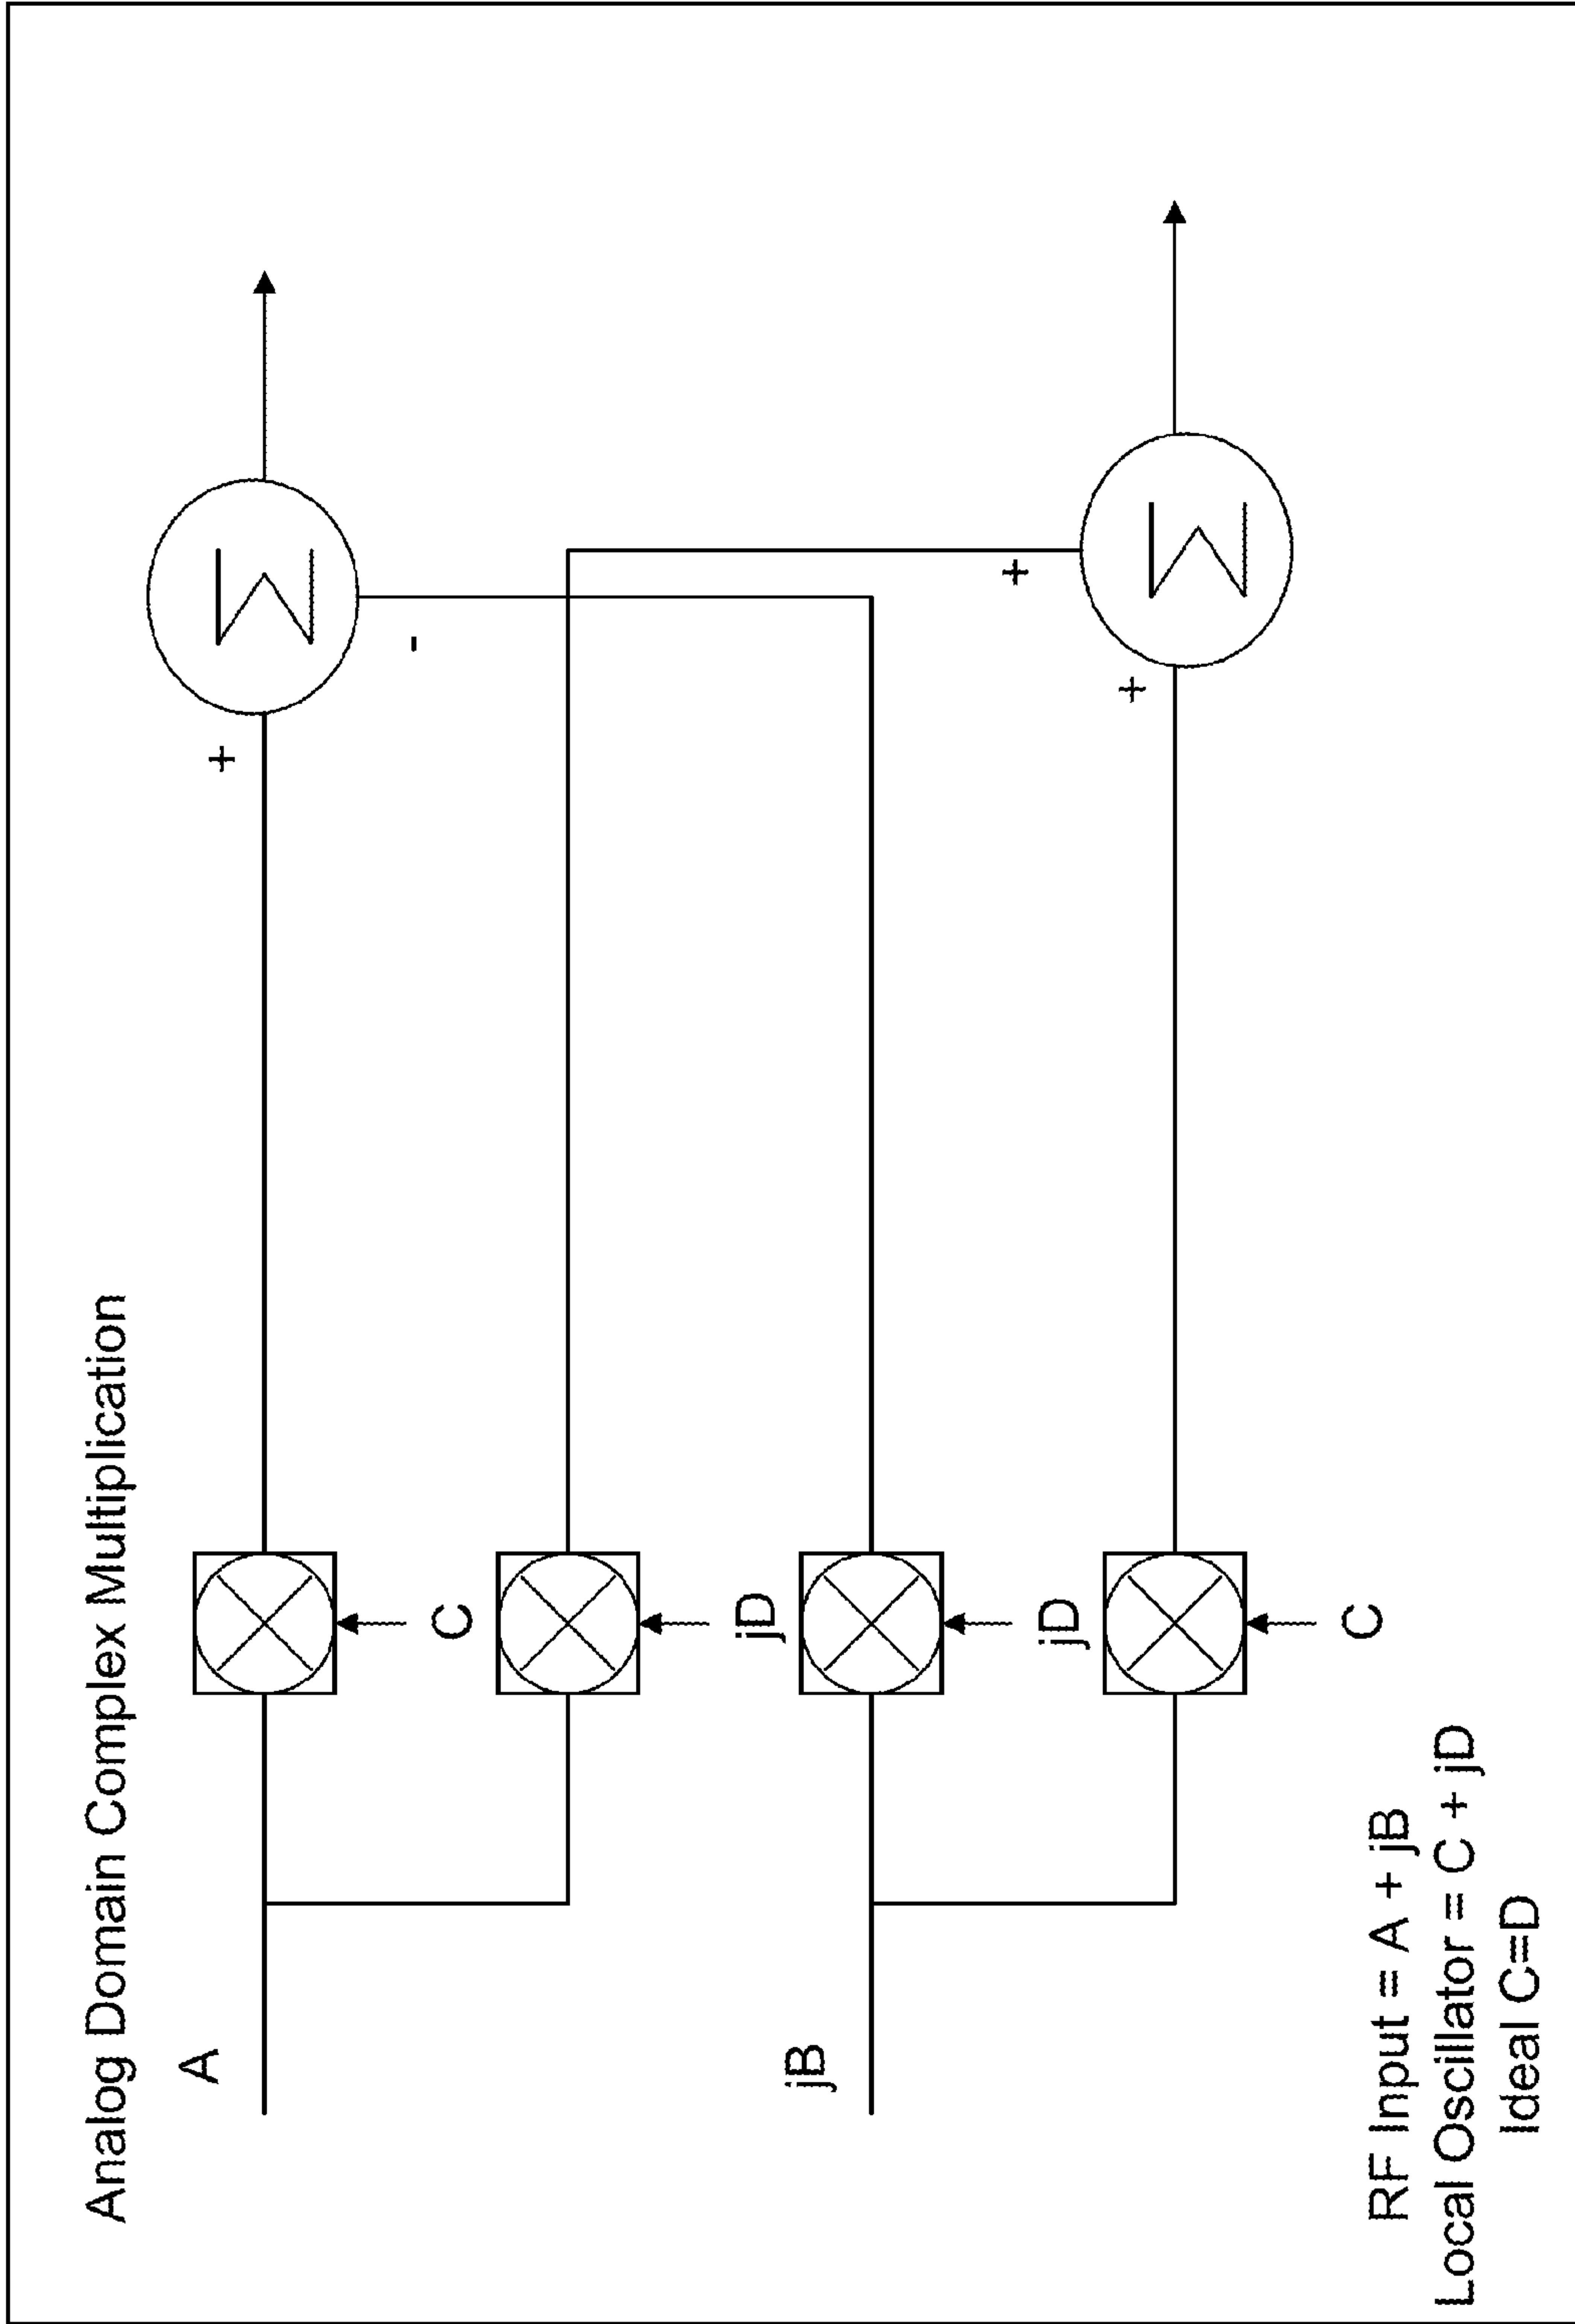 Analog Domain Complex Multiplication
A
+
Σ
-
C
jD
jB
+
jD
+
Σ
C
RF Input = A + jB
Local Oscillator = C + jD
Ideal C=D